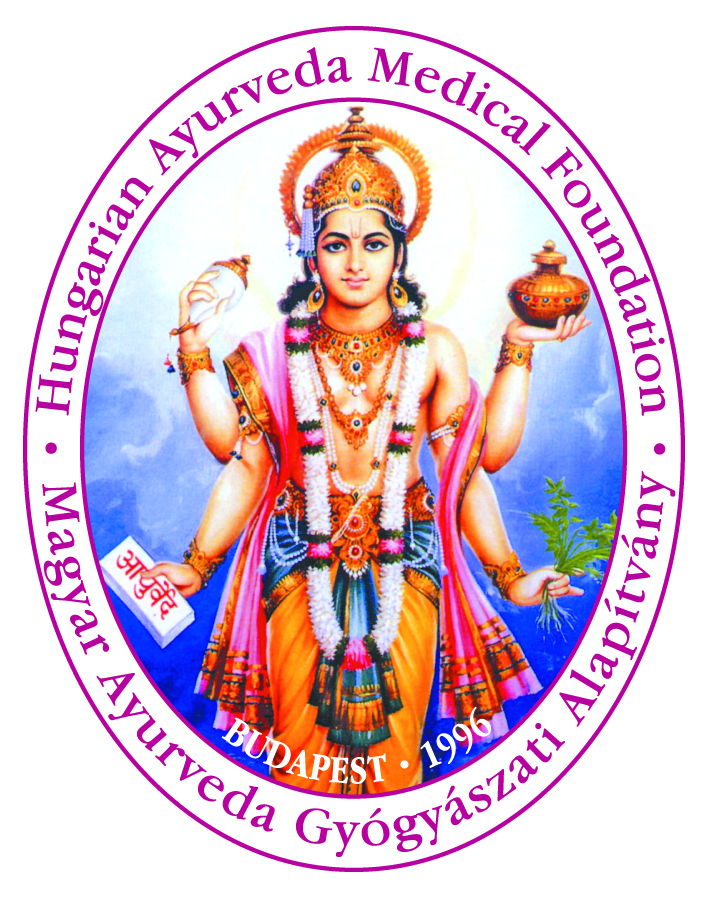 Hungarian Ayurveda Medical Foundation
आयुर्वेद
BUDAPEST • 1996
• Magyar Ayurveda Gyógyászati Alapítvány •